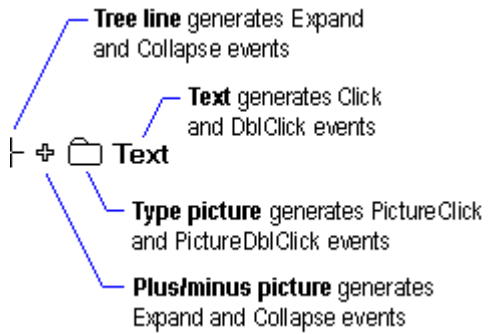 Tree line generates Expand
and Collapse events
Text generates Click
and DblClick events
Text
Type picture generates PictureClick
and PictureDblClick events
Plus/minus picture generates
Expand and Collapse events